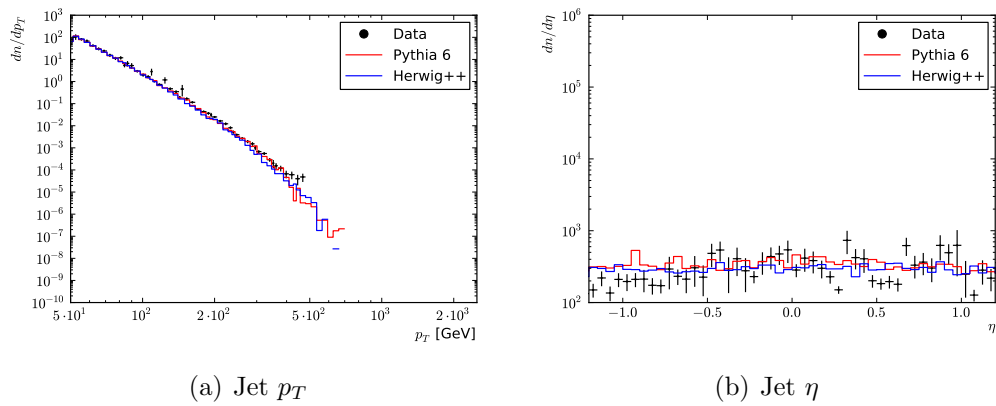 dn/dp_T
10^3
10^2
10^1
10^0
10^{-1}
10^{-2}
10^{-3}
10^{-4}
10^{-5}
10^{-6}
10^{-7}
10^{-8}
10^{-9}
10^{-10}
Data
Pythia 6
Herwig++
5·10^1
10^2
2·10^2
5·10^2
10^3
2·10^3
p_T [GeV]
(a) Jet p_T
dn/dη
10^6
10^5
10^4
10^3
10^2
Data
Pythia 6
Herwig++
−1.0
−0.5
0.0
0.5
1.0
η
(b) Jet η